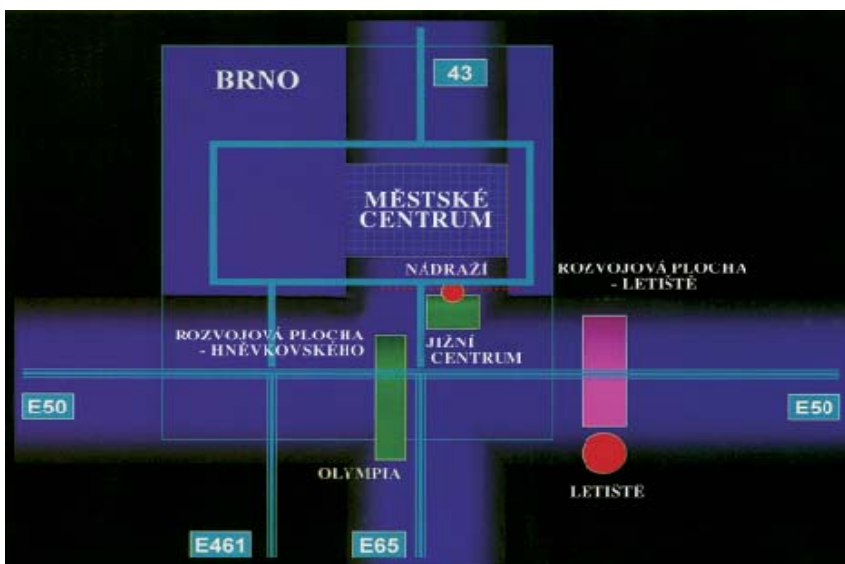 43
BRNO
MĚSTSKÉ
CENTRUM
NÁDRAŽÍ
ROZVOJOVÁ PLOCHA
- LETIŠTĚ
ROZVOJOVÁ PLOCHA
- HNĚVKOVSKÉHO
JIŽNÍ
CENTRUM
E50
E50
OLYMPIA
LETIŠTĚ
E461
E65